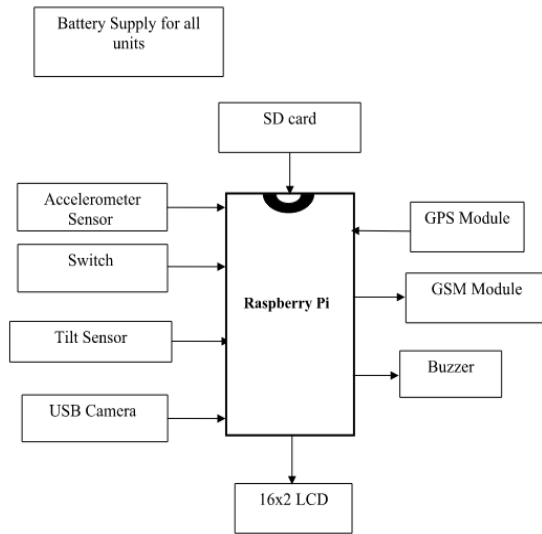 Battery Supply for all
units
SD card
Accelerometer
Sensor
Switch
Tilt Sensor
USB Camera
Raspberry Pi
GPS Module
GSM Module
Buzzer
16x2 LCD